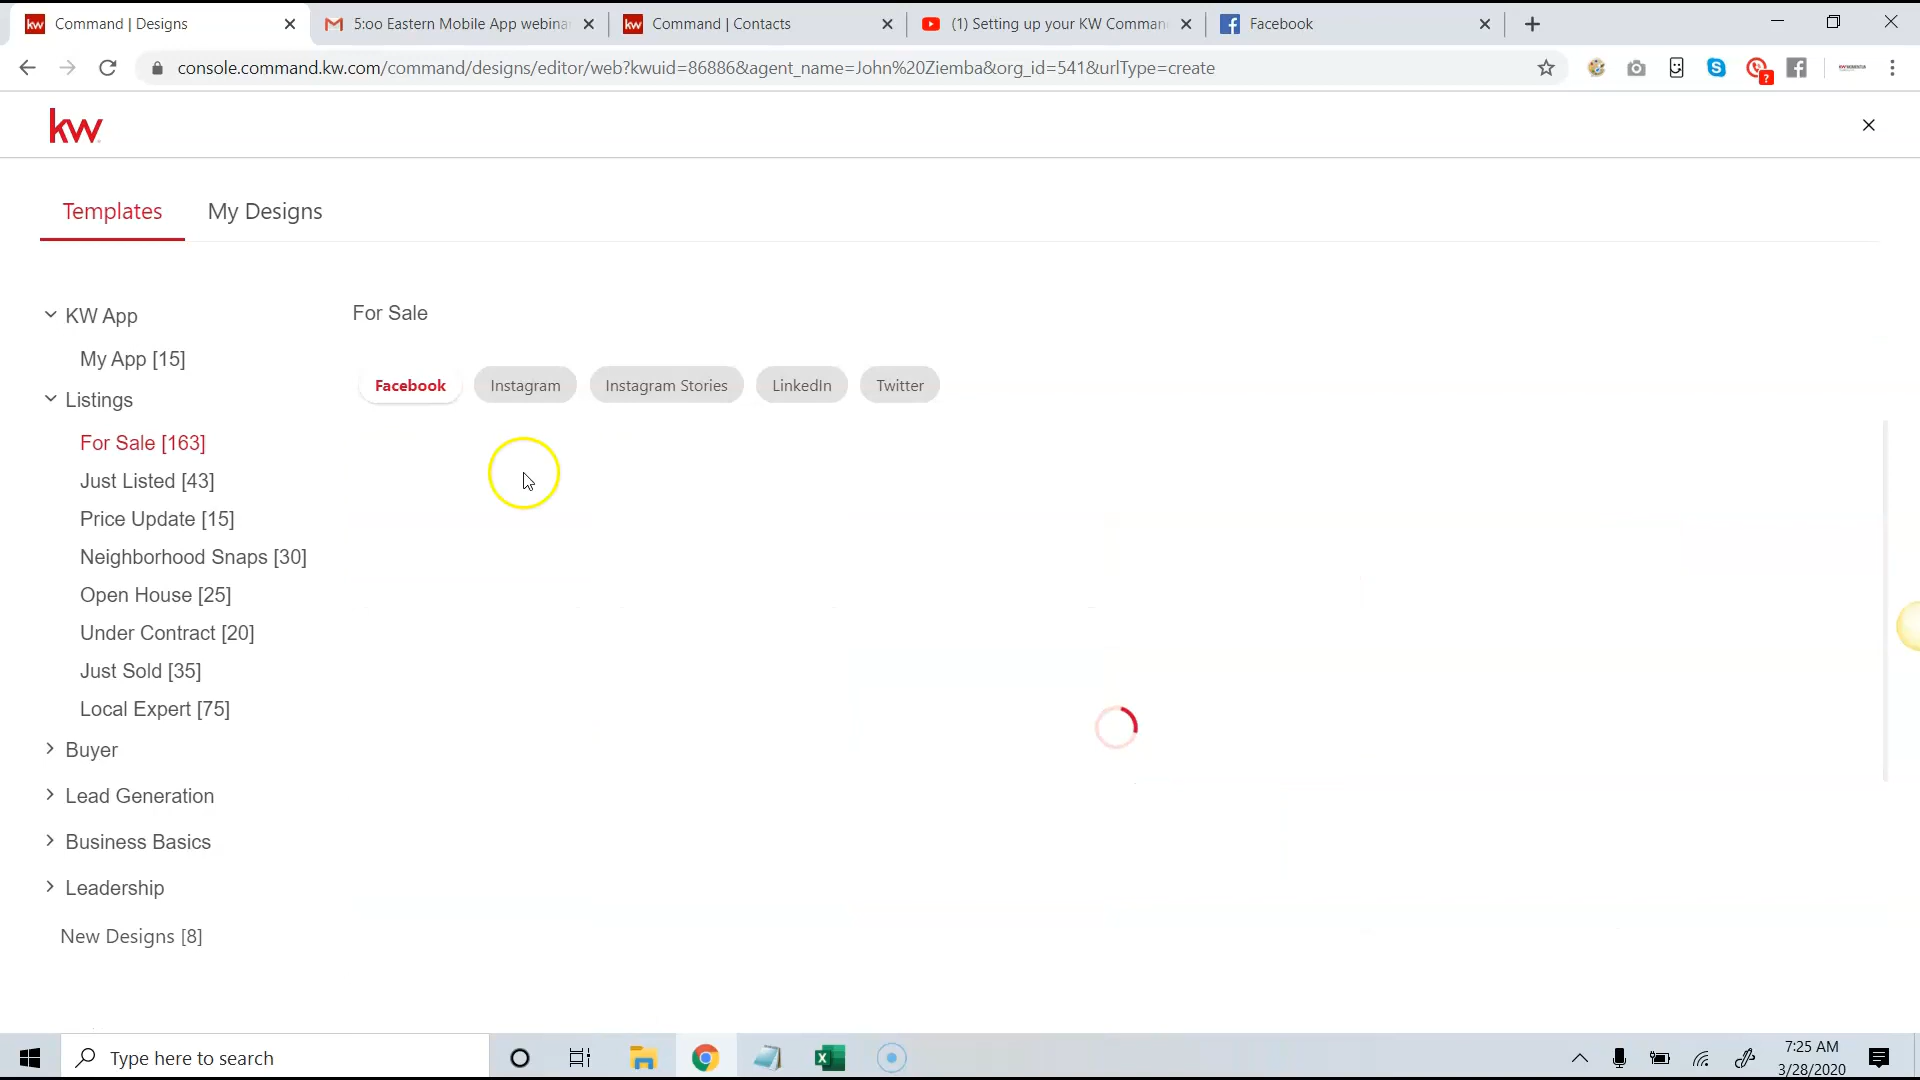 kw Command | Designs
5:oo Eastern Mobile App webina
kw Command | Contacts
(1) Setting up your KW Comman
Facebook
console.command.kw.com/command/designs/editor/web?kwuid=86886&agent_name=John%20Ziemba&org_id=541&urlType=create
kw
Templates
My Designs
KW App
My App [15]
Listings
For Sale [163]
Just Listed [43]
Price Update [15]
Neighborhood Snaps [30]
Open House [25]
Under Contract [20]
Just Sold [35]
Local Expert [75]
Buyer
Lead Generation
Business Basics
Leadership
New Designs [8]
For Sale
Facebook
Instagram
Instagram Stories
LinkedIn
Twitter
Type here to search
7:25 AM
3/28/2020